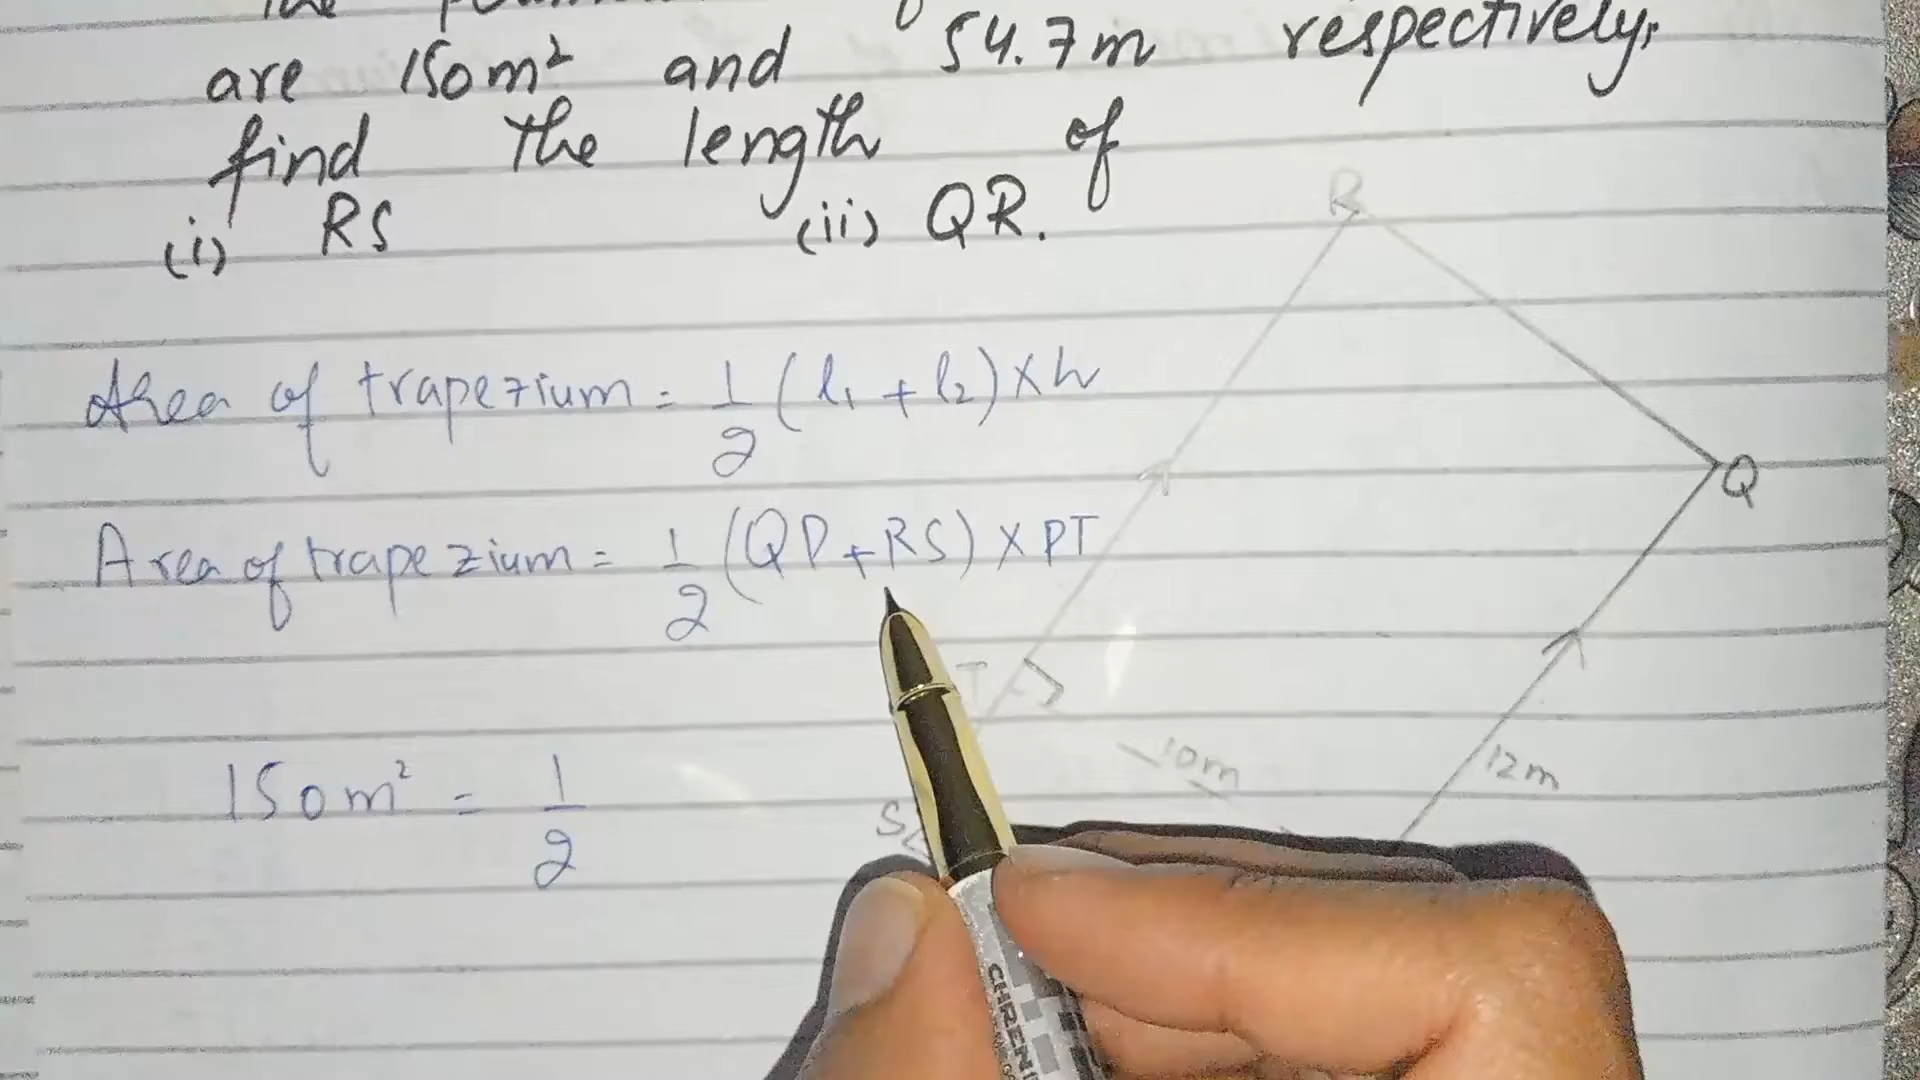 are 150m² and 54.7m respectively,
find the length of
(i) RS (ii) QR.
R
Area of trapezium = 1/2 (l₁ + l₂) × h
Q
Area of trapezium = 1/2 (QP + RS) × PT
T
10m
12m
150m² = 1/2
S